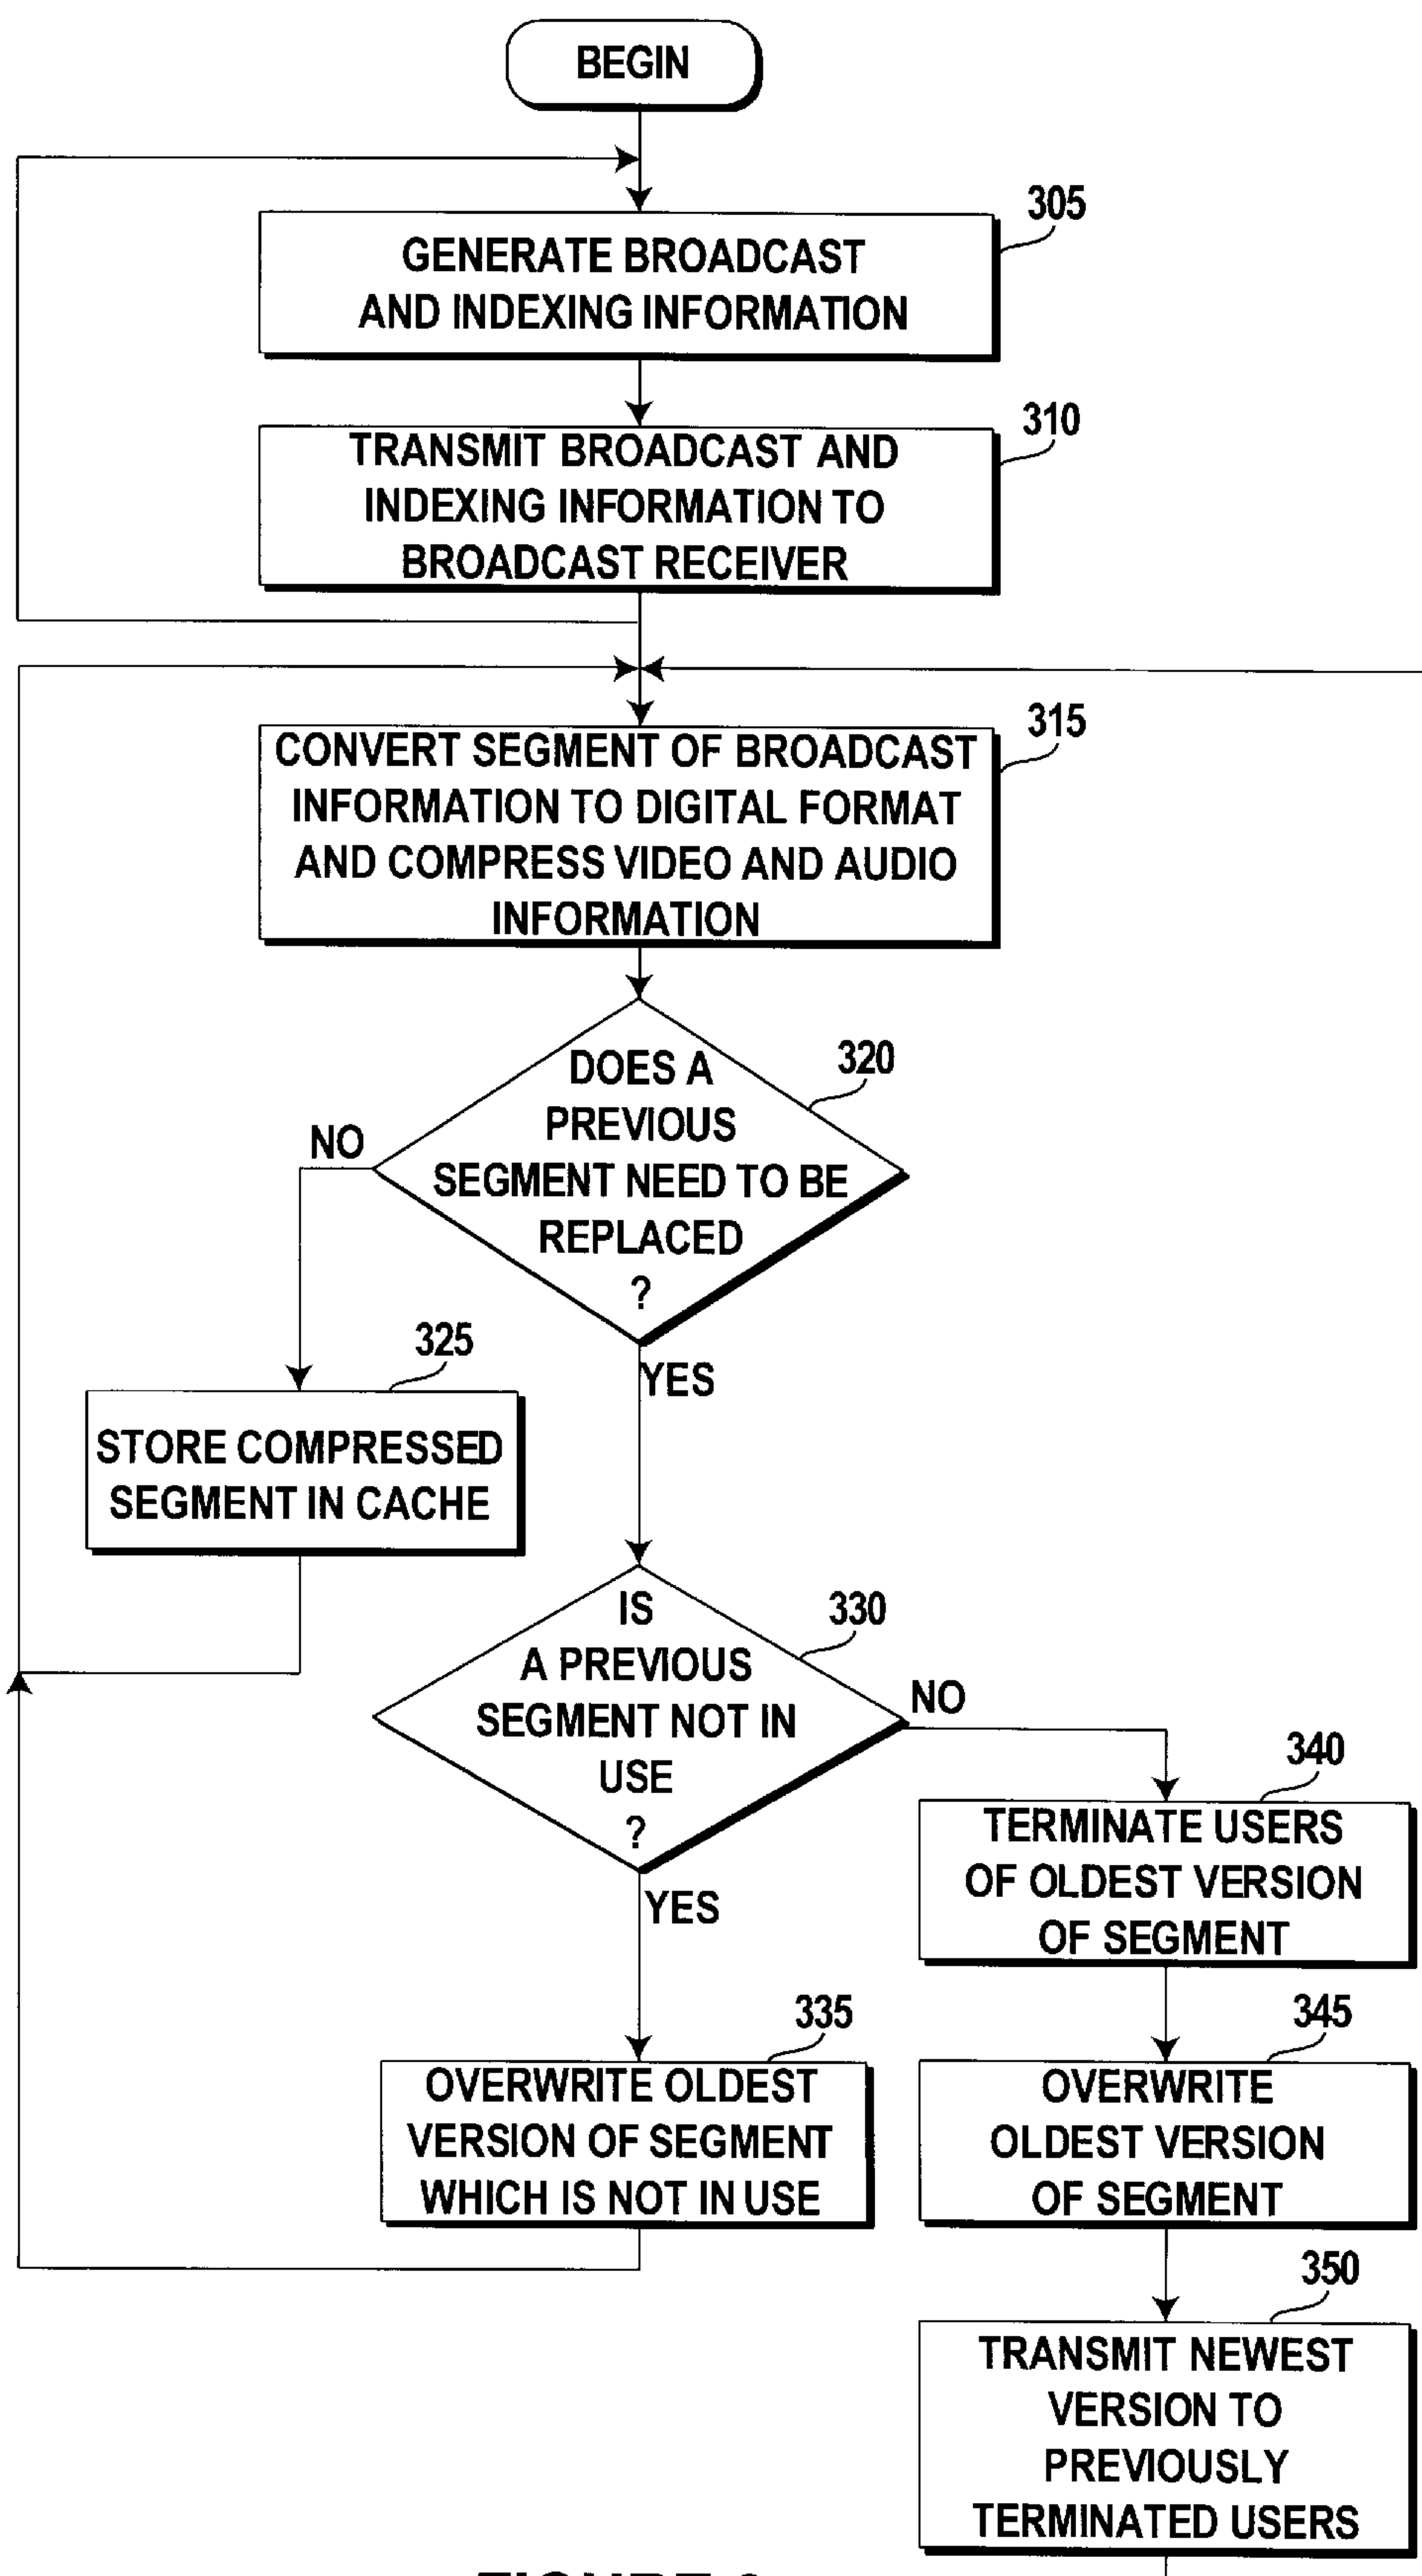 BEGIN
305
GENERATE BROADCAST
AND INDEXING INFORMATION
310
TRANSMIT BROADCAST AND
INDEXING INFORMATION TO
BROADCAST RECEIVER
315
CONVERT SEGMENT OF BROADCAST
INFORMATION TO DIGITAL FORMAT
AND COMPRESS VIDEO AND AUDIO
INFORMATION
320
DOES A
PREVIOUS
SEGMENT NEED TO BE
REPLACED
?
NO
YES
325
STORE COMPRESSED
SEGMENT IN CACHE
330
IS
A PREVIOUS
SEGMENT NOT IN
USE
?
NO
YES
340
TERMINATE USERS
OF OLDEST VERSION
OF SEGMENT
335
OVERWRITE OLDEST
VERSION OF SEGMENT
WHICH IS NOT IN USE
345
OVERWRITE
OLDEST VERSION
OF SEGMENT
350
TRANSMIT NEWEST
VERSION TO
PREVIOUSLY
TERMINATED USERS